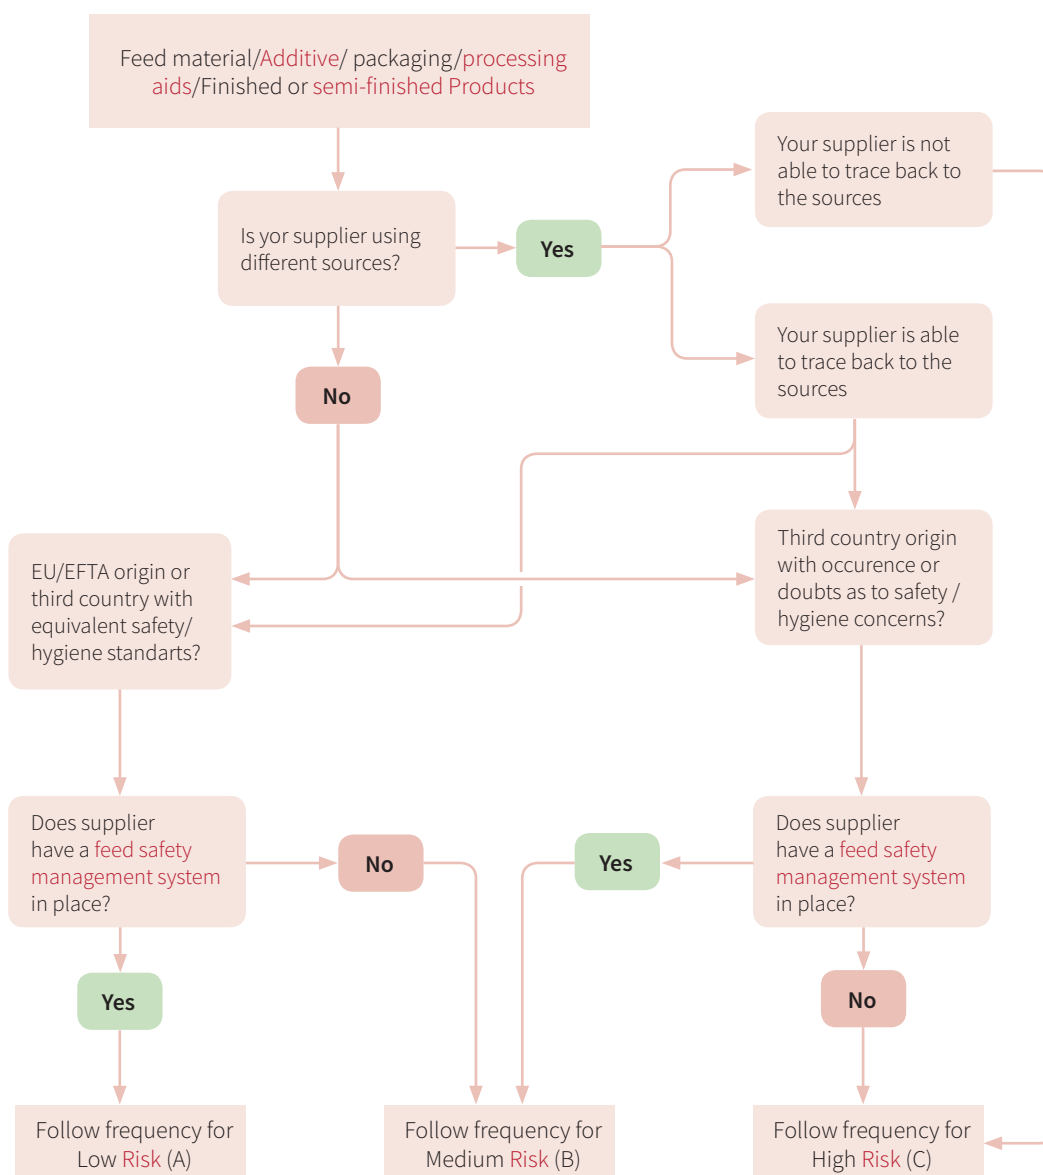 Feed material/Additive/ packaging/processing
aids/Finished or semi-finished Products
Your supplier is not
able to trace back to
the sources
Is yor supplier using
different sources?
Yes
Your supplier is able
to trace back to the
sources
No
EU/EFTA origin or
third country with
equivalent safety/
hygiene standarts?
Third country origin
with occurence or
doubts as to safety /
hygiene concerns?
Does supplier
have a feed safety
management system
in place?
No
Yes
Does supplier
have a feed safety
management system
in place?
Yes
No
Follow frequency for
Low Risk (A)
Follow frequency for
Medium Risk (B)
Follow frequency for
High Risk (C)